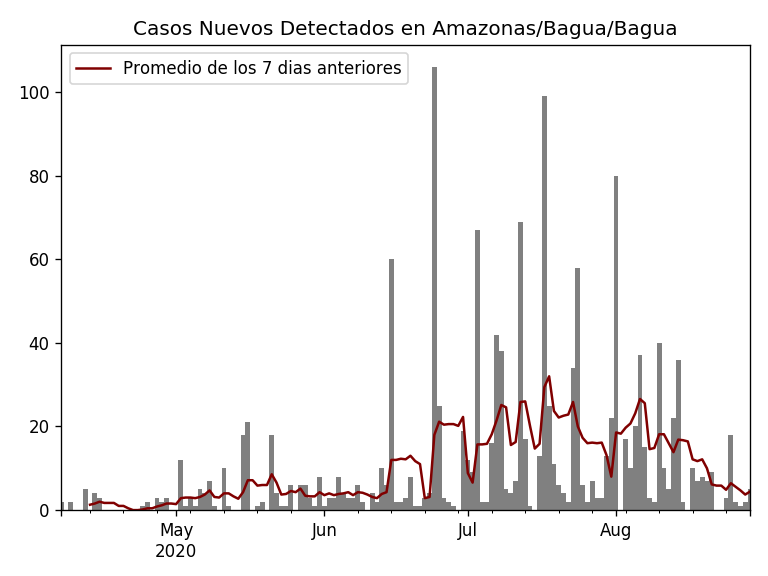 Casos Nuevos Detectados en Amazonas/Bagua/Bagua
Promedio de los 7 dias anteriores
100
80
60
40
20
0
May
2020
Jun
Jul
Aug